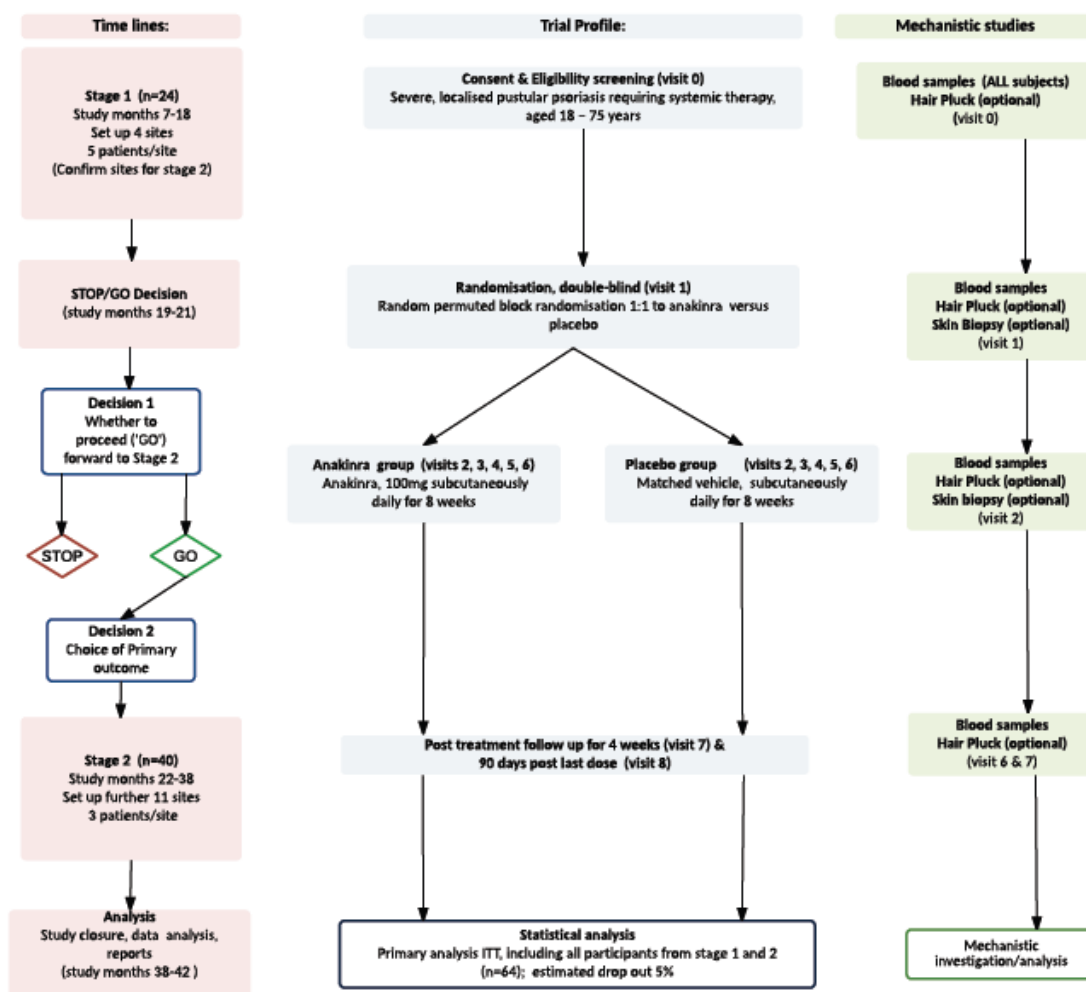 Time lines:
Stage 1 (n=24)
Study months 7-18
Set up 4 sites
5 patients/site
(Confirm sites for stage 2)
STOP/GO Decision
(study months 19-21)
Decision 1
Whether to
proceed ('GO')
forward to Stage 2
STOP
GO
Decision 2
Choice of Primary
outcome
Stage 2 (n=40)
Study months 22-38
Set up further 11 sites
3 patients/site
Analysis
Study closure, data analysis,
reports
(study months 38-42 )
Trial Profile:
Consent & Eligibility screening (visit 0)
Severe, localised pustular psoriasis requiring systemic therapy,
aged 18 – 75 years
Randomisation, double-blind (visit 1)
Random permuted block randomisation 1:1 to anakinra versus
placebo
Anakinra group (visits 2, 3, 4, 5, 6)
Anakinra, 100mg subcutaneously
daily for 8 weeks
Placebo group (visits 2, 3, 4, 5, 6)
Matched vehicle, subcutaneously
daily for 8 weeks
Post treatment follow up for 4 weeks (visit 7) &
90 days post last dose (visit 8)
Statistical analysis
Primary analysis ITT, including all participants from stage 1 and 2
(n=64); estimated drop out 5%
Mechanistic studies
Blood samples (ALL subjects)
Hair Pluck (optional)
(visit 0)
Blood samples
Hair Pluck (optional)
Skin Biopsy (optional)
(visit 1)
Blood samples
Hair Pluck (optional)
Skin biopsy (optional)
(visit 2)
Blood samples
Hair Pluck (optional)
(visit 6 & 7)
Mechanistic
investigation/analysis